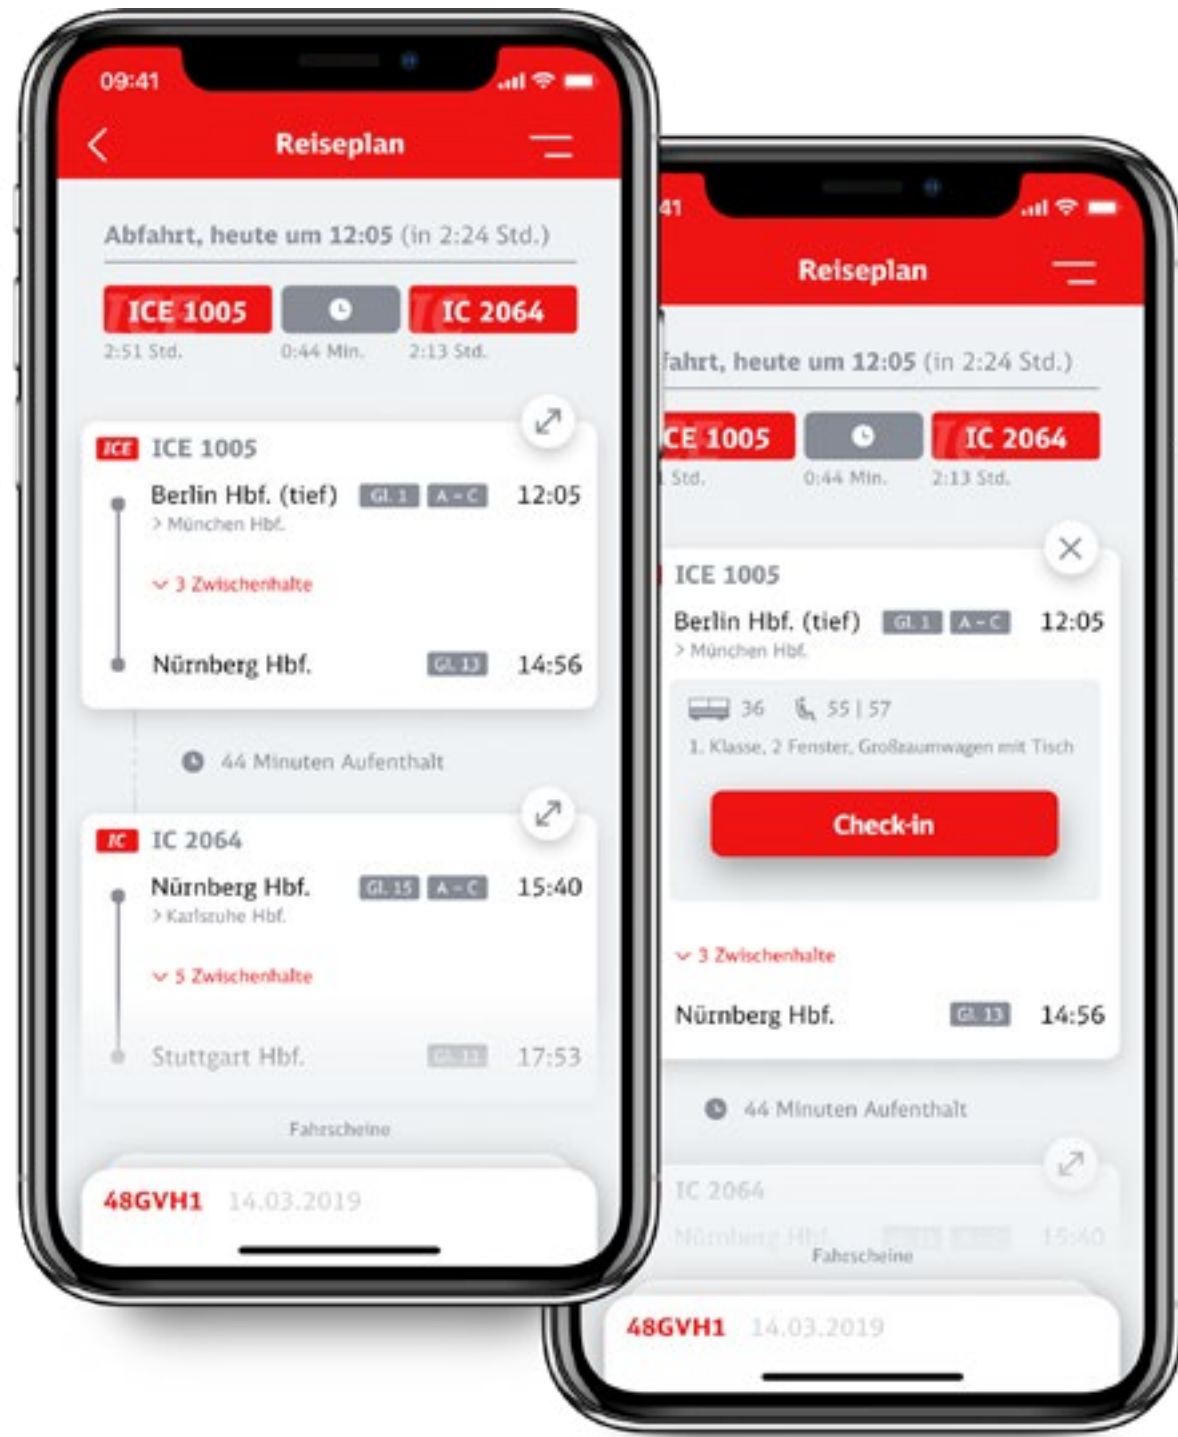 09:41
Reiseplan
Abfahrt, heute um 12:05 (in 2:24 Std.)
ICE 1005 IC 2064
2:51 Std. 0:44 Min. 2:13 Std.
ICE ICE 1005
Berlin Hbf. (tief) Gl. 1 A - C 12:05
> München Hbf.
3 Zwischenhalte
Nürnberg Hbf. Gl. 13 14:56
44 Minuten Aufenthalt
IC IC 2064
Nürnberg Hbf. Gl. 15 A - C 15:40
> Karlsruhe Hbf.
5 Zwischenhalte
Stuttgart Hbf. 17:53
Fahrscheine
48GVH1 14.03.2019
41
Reiseplan
fahrt, heute um 12:05 (in 2:24 Std.)
CE 1005 IC 2064
Std. 0:44 Min. 2:13 Std.
ICE 1005
Berlin Hbf. (tief) Gl. 1 A - C 12:05
> München Hbf.
36 55 | 57
1. Klasse, 2 Fenster, Großraumwagen mit Tisch
Check-in
3 Zwischenhalte
Nürnberg Hbf. Gl. 13 14:56
44 Minuten Aufenthalt
IC 2064
Nürnberg Hbf. 15:40
Fahrscheine
48GVH1 14.03.2019